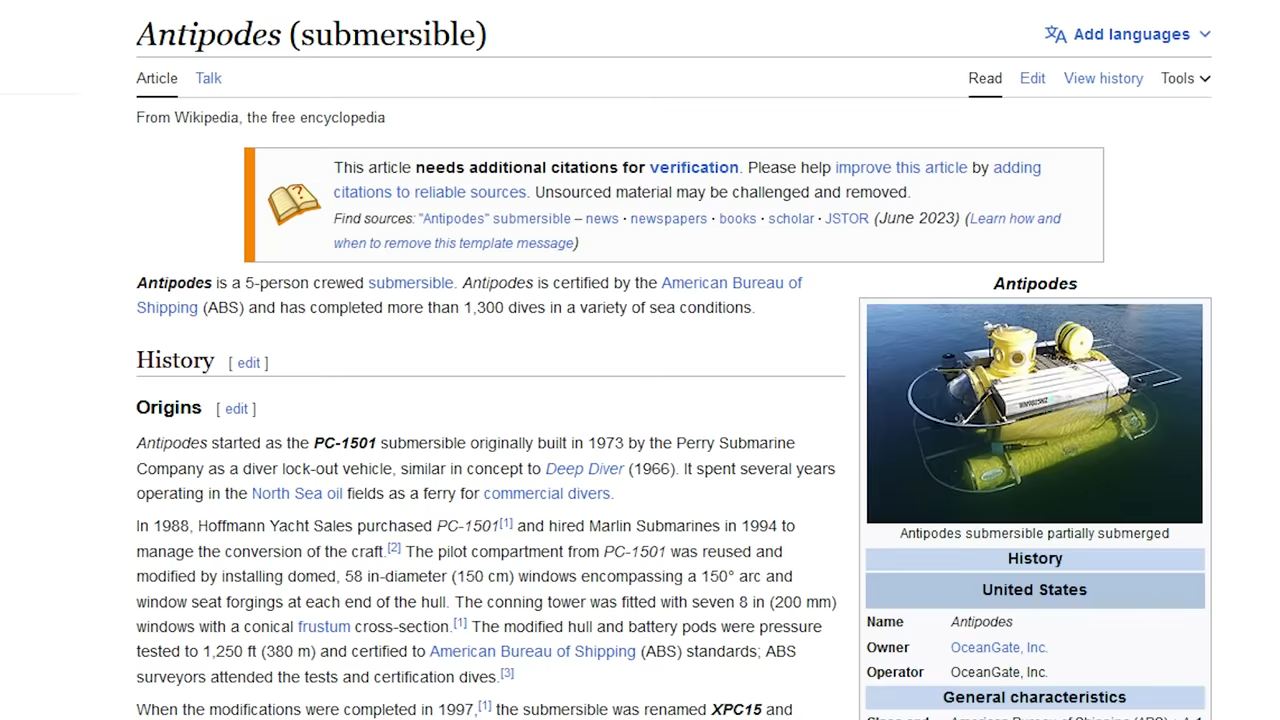 Antipodes (submersible)
Add languages
Article Talk
Read Edit View history Tools
From Wikipedia, the free encyclopedia
This article needs additional citations for verification. Please help improve this article by adding
citations to reliable sources. Unsourced material may be challenged and removed.
Find sources: "Antipodes" submersible – news · newspapers · books · scholar · JSTOR (June 2023) (Learn how and
when to remove this template message)
Antipodes is a 5-person crewed submersible. Antipodes is certified by the American Bureau of
Shipping (ABS) and has completed more than 1,300 dives in a variety of sea conditions.
History [ edit ]
Origins [ edit ]
Antipodes started as the PC-1501 submersible originally built in 1973 by the Perry Submarine
Company as a diver lock-out vehicle, similar in concept to Deep Diver (1966). It spent several years
operating in the North Sea oil fields as a ferry for commercial divers.
In 1988, Hoffmann Yacht Sales purchased PC-1501[1] and hired Marlin Submarines in 1994 to
manage the conversion of the craft.[2] The pilot compartment from PC-1501 was reused and
modified by installing domed, 58 in-diameter (150 cm) windows encompassing a 150° arc and
window seat forgings at each end of the hull. The conning tower was fitted with seven 8 in (200 mm)
windows with a conical frustum cross-section.[1] The modified hull and battery pods were pressure
tested to 1,250 ft (380 m) and certified to American Bureau of Shipping (ABS) standards; ABS
surveyors attended the tests and certification dives.[3]
When the modifications were completed in 1997,[1] the submersible was renamed XPC15 and
Antipodes
Antipodes submersible partially submerged
History
United States
Name Antipodes
Owner OceanGate, Inc.
Operator OceanGate, Inc.
General characteristics